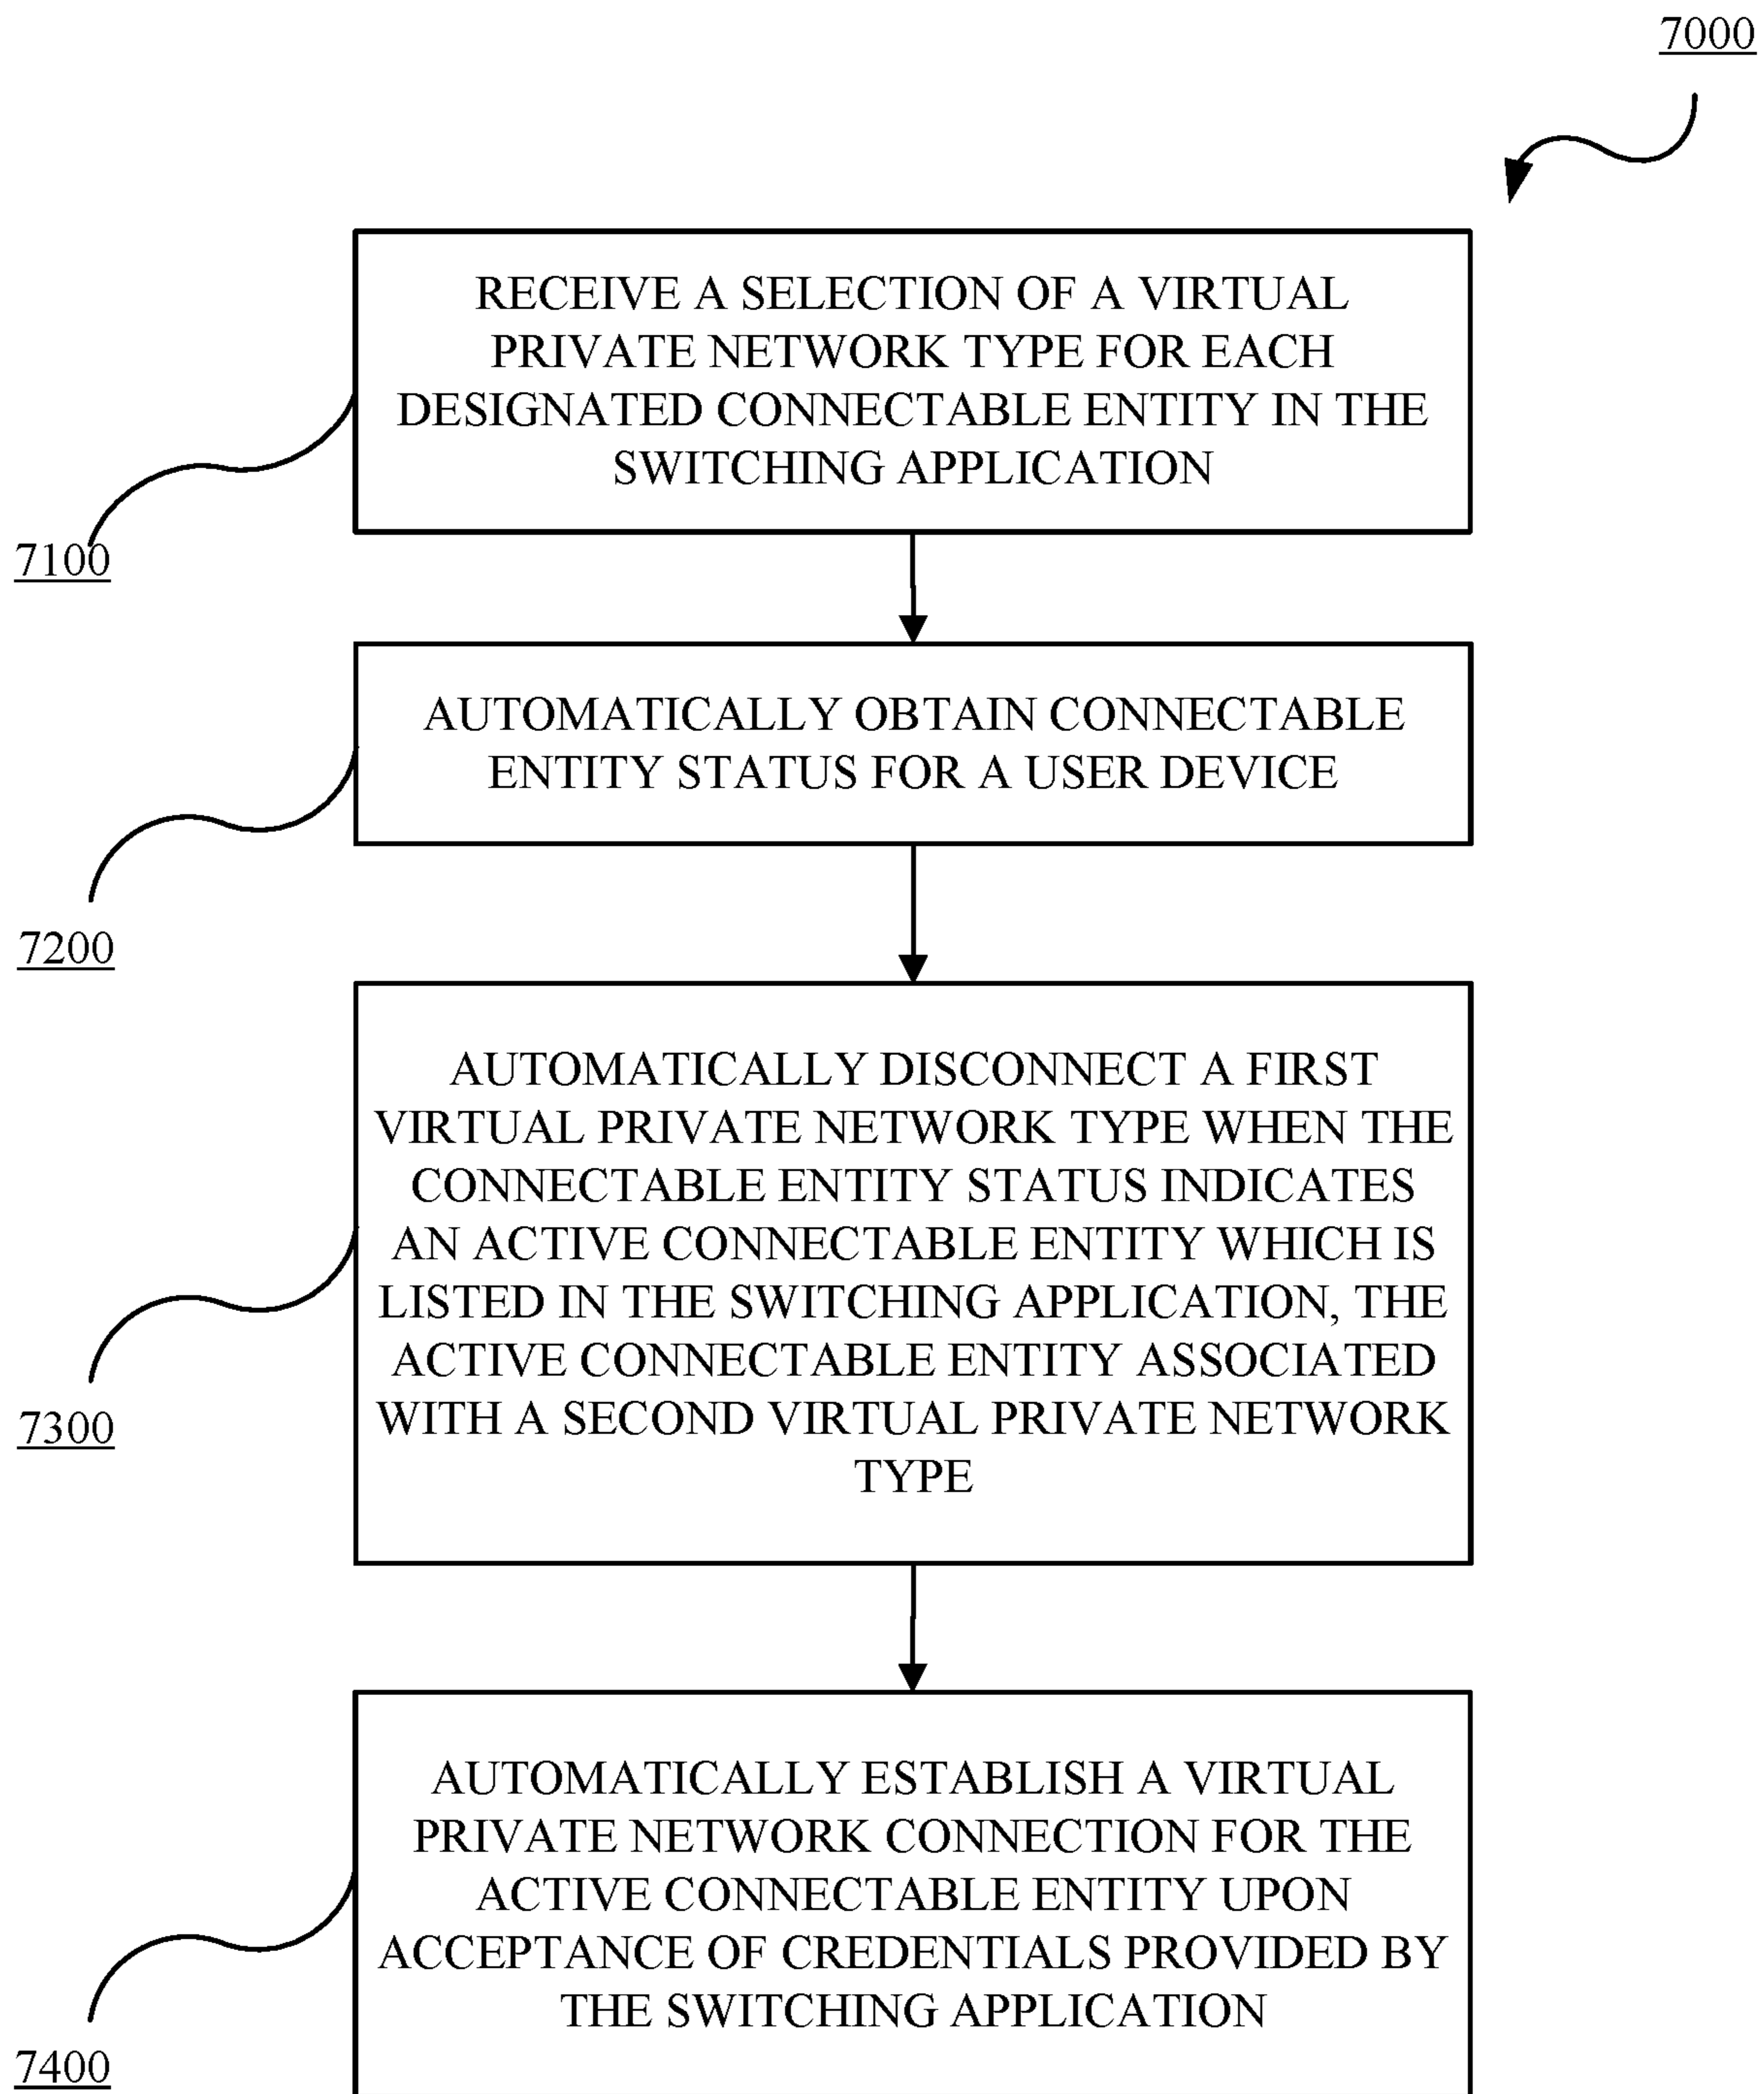 7000
RECEIVE A SELECTION OF A VIRTUAL
PRIVATE NETWORK TYPE FOR EACH
DESIGNATED CONNECTABLE ENTITY IN THE
SWITCHING APPLICATION
7100
AUTOMATICALLY OBTAIN CONNECTABLE
ENTITY STATUS FOR A USER DEVICE
7200
AUTOMATICALLY DISCONNECT A FIRST
VIRTUAL PRIVATE NETWORK TYPE WHEN THE
CONNECTABLE ENTITY STATUS INDICATES
AN ACTIVE CONNECTABLE ENTITY WHICH IS
LISTED IN THE SWITCHING APPLICATION, THE
ACTIVE CONNECTABLE ENTITY ASSOCIATED
WITH A SECOND VIRTUAL PRIVATE NETWORK
TYPE
7300
AUTOMATICALLY ESTABLISH A VIRTUAL
PRIVATE NETWORK CONNECTION FOR THE
ACTIVE CONNECTABLE ENTITY UPON
ACCEPTANCE OF CREDENTIALS PROVIDED BY
THE SWITCHING APPLICATION
7400